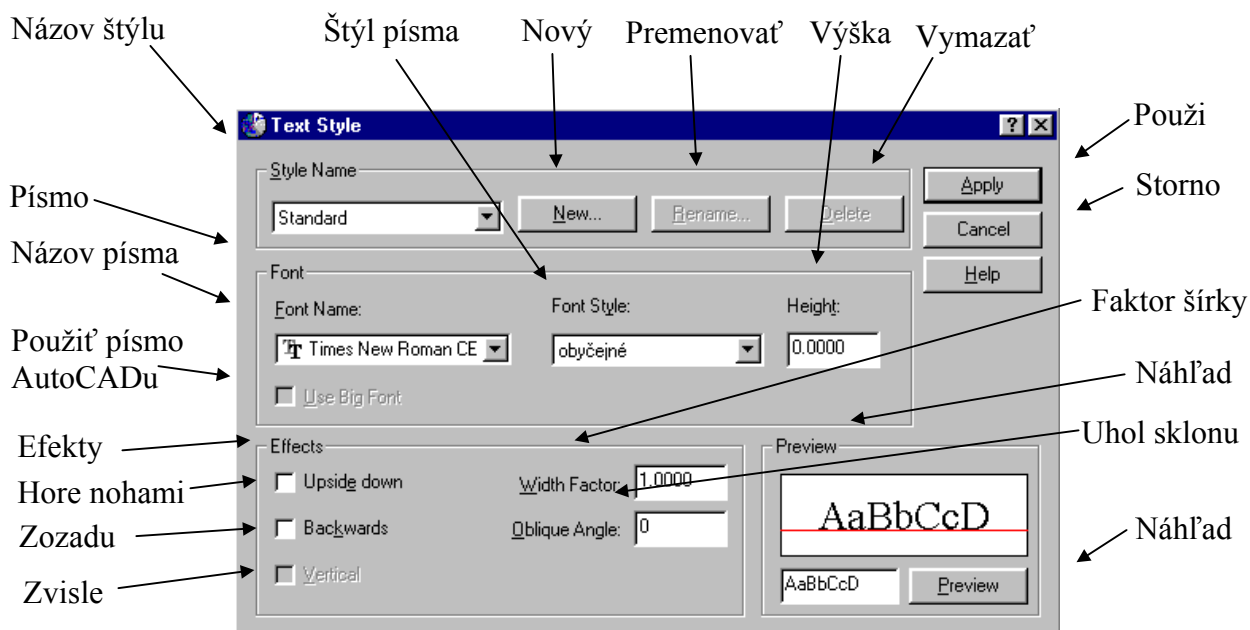 Názov štýlu
Štýl písma
Nový
Premenovať
Výška
Vymazať
Text Style
Použi
Style Name
Apply
Storno
Písmo
Standard
New...
Rename...
Delete
Cancel
Názov písma
Font
Help
Font Name:
Font Style:
Height:
Faktor šírky
Použiť písmo
AutoCADu
Times New Roman CE
obyčejné
0.0000
Náhľad
Use Big Font
Efekty
Effects
Preview
Uhol sklonu
Hore nohami
Upside down
Width Factor:
1.0000
AaBbCcD
Zozadu
Backwards
Oblique Angle:
0
Náhľad
Zvisle
Vertical
AaBbCcD
Preview